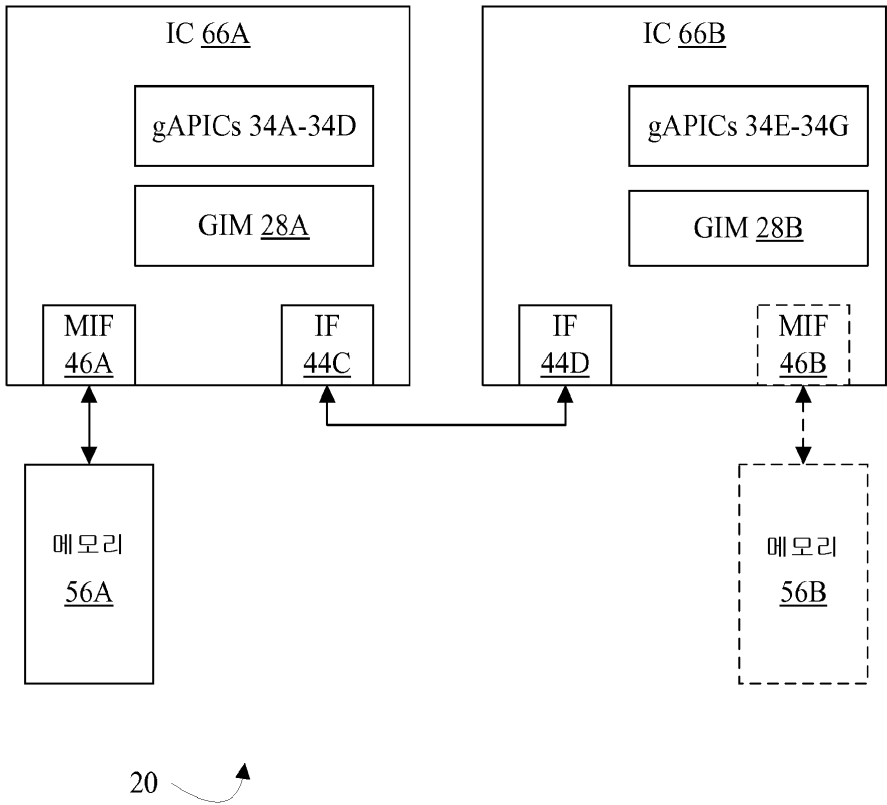 IC 66A
gAPICs 34A-34D
GIM 28A
MIF
46A
IF
44C
IC 66B
gAPICs 34E-34G
GIM 28B
IF
44D
MIF
46B
메모리
56A
메모리
56B
20